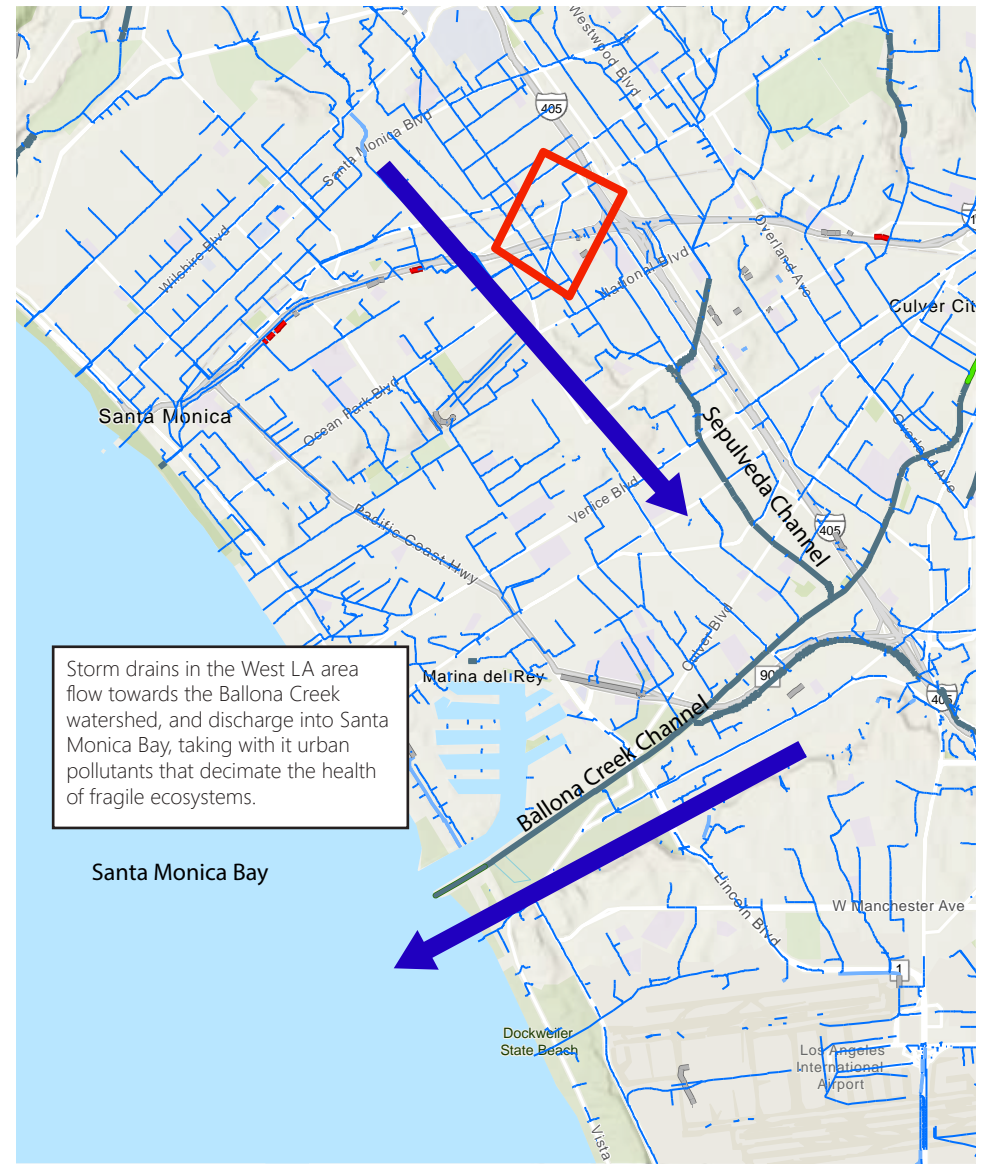 Westwood Blvd
405
Santa Monica Blvd
Wilshire Blvd
Overland Ave
National Blvd
Culver Cit
Santa Monica
Ocean Park Blvd
Sepulveda Channel
Overland Ave
Venice Blvd
405
Pacific Coast Hwy
Culver Blvd
Storm drains in the West LA area
flow towards the Ballona Creek
watershed, and discharge into Santa
Monica Bay, taking with it urban
pollutants that decimate the health
of fragile ecosystems.
Marina del Rey
90
405
Ballona Creek Channel
Santa Monica Bay
Lincoln Blvd
W Manchester Ave
1
Dockweiler
State Beach
Los Angeles
International
Airport
Vista